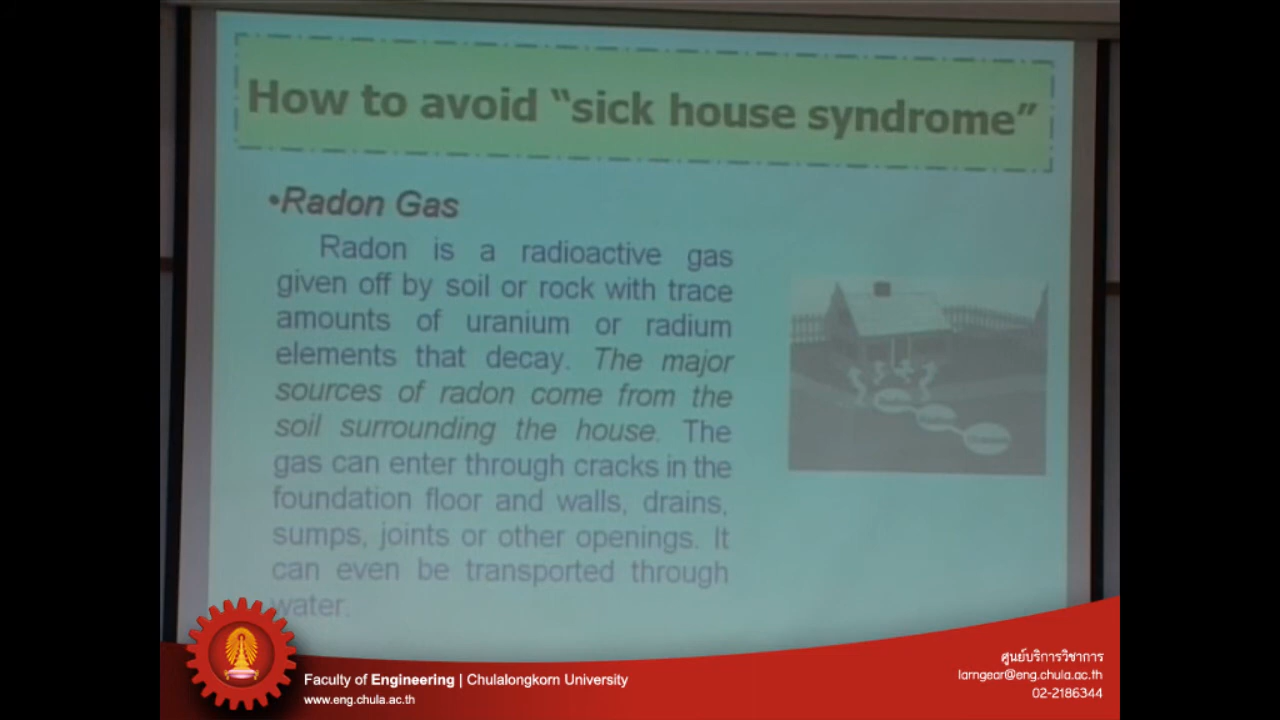 How to avoid “sick house syndrome”
•Radon Gas
Radon is a radioactive gas
given off by soil or rock with trace
amounts of uranium or radium
elements that decay. The major
sources of radon come from the
soil surrounding the house. The
gas can enter through cracks in the
foundation floor and walls, drains,
sumps, joints or other openings. It
can even be transported through
water.
Faculty of Engineering | Chulalongkorn University
www.eng.chula.ac.th
ศูนย์บริการวิชาการ
larngear@eng.chula.ac.th
02-2186344